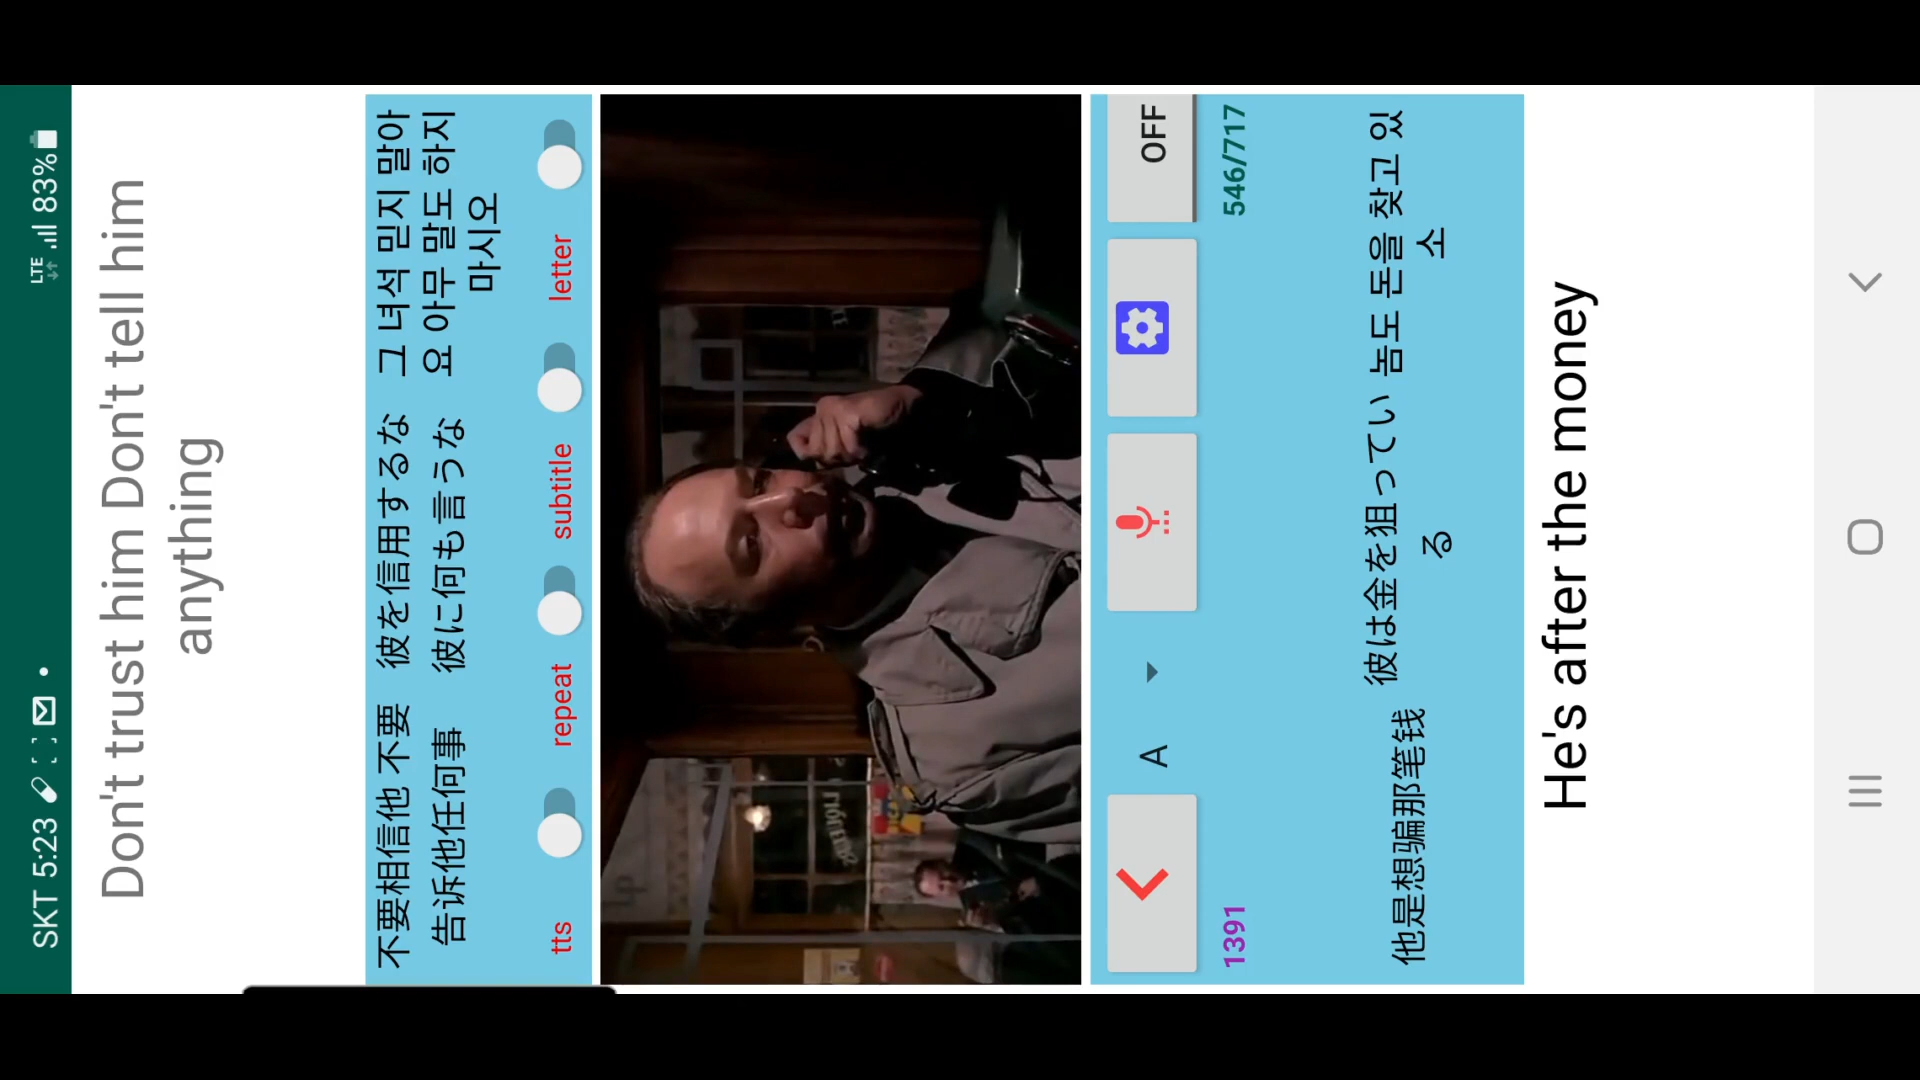 SKT 5:23
LTE 83%
Don't trust him Don't tell him
anything
不要相信他 不要
告诉他任何事
彼を信用するな
彼に何も言うな
그 녀석 믿지 말아
요 아무 말도 하지
마시오
tts
repeat
subtitle
letter
A
OFF
1391
546/717
他是想骗那笔钱
彼は金を狙ってい
る
놈도 돈을 찾고 있
소
He's after the money